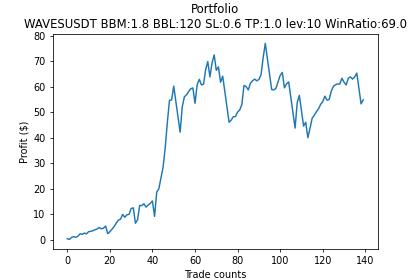 Portfolio
WAVESUSDT BBM:1.8 BBL:120 SL:0.6 TP:1.0 lev:10 WinRatio:69.0
80
70
60
50
40
30
20
10
0
Profit ($)
0 20 40 60 80 100 120 140
Trade counts